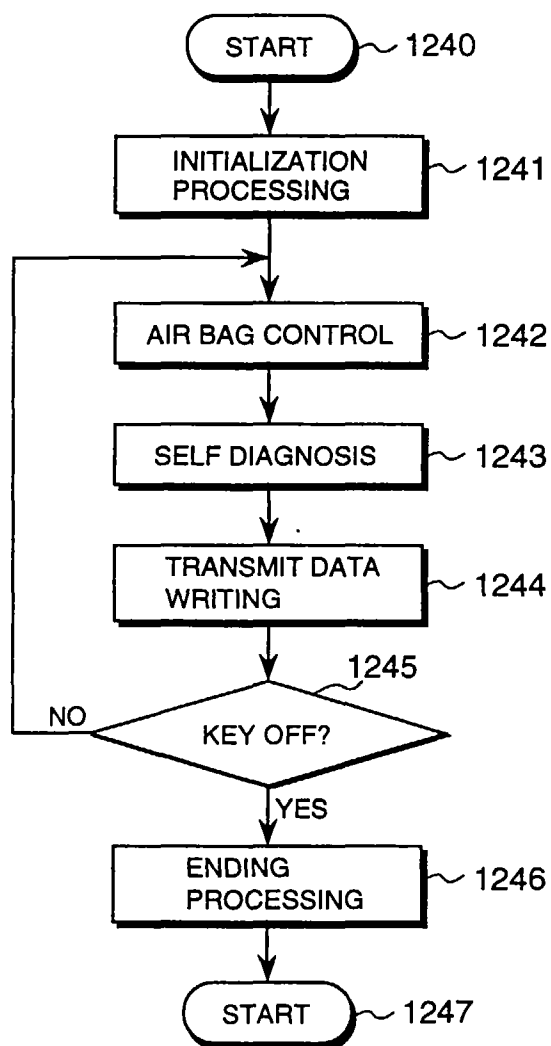 START
1240
INITIALIZATION
PROCESSING
1241
AIR BAG CONTROL
1242
SELF DIAGNOSIS
1243
TRANSMIT DATA
WRITING
1244
1245
KEY OFF?
NO
YES
ENDING
PROCESSING
1246
START
1247